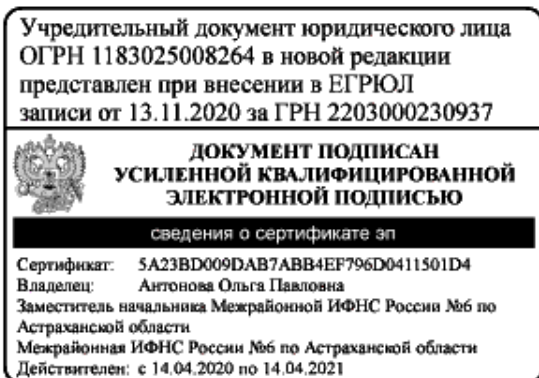 Учредительный документ юридического лица
ОГРН 1183025008264 в новой редакции
представлен при внесении в ЕГРЮЛ
записи от 13.11.2020 за ГРН 2203000230937
ДОКУМЕНТ ПОДПИСАН
УСИЛЕННОЙ КВАЛИФИЦИРОВАННОЙ
ЭЛЕКТРОННОЙ ПОДПИСЬЮ
сведения о сертификате эп
Сертификат: 5A23BD009DAB7ABB4EF796D0411501D4
Владелец: Антонова Ольга Павловна
Заместитель начальника Межрайонной ИФНС России №6 по
Астраханской области
Межрайонная ИФНС России №6 по Астраханской области
Действителен: с 14.04.2020 по 14.04.2021